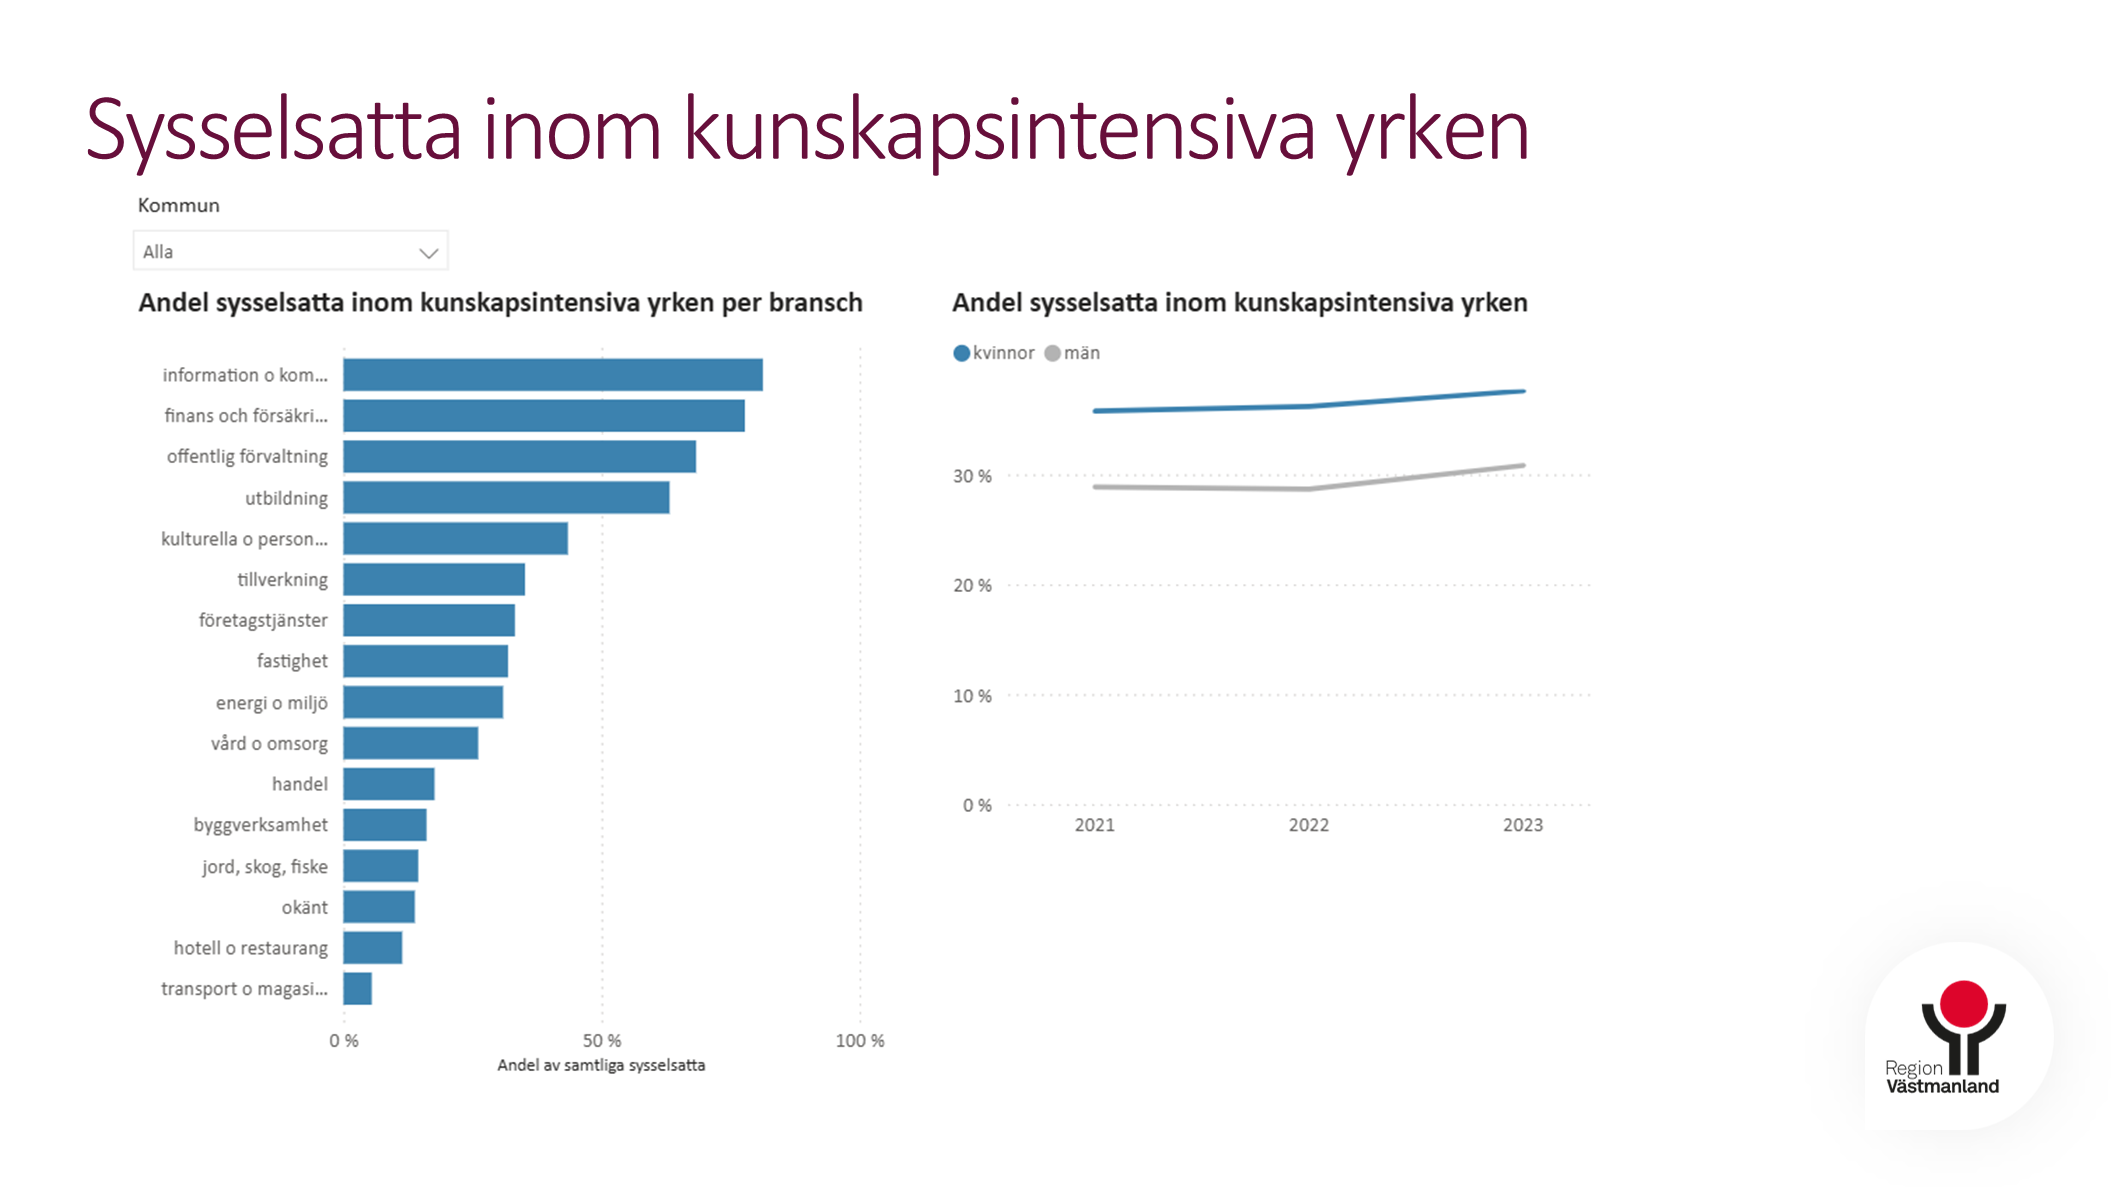 Sysselsatta inom kunskapsintensiva yrken
Kommun
Alla
Andel sysselsatta inom kunskapsintensiva yrken per bransch
information o kom...
finans och försäkri...
offentlig förvaltning
utbildning
kulturella o person...
tillverkning
företagstjänster
fastighet
energi o miljö
vård o omsorg
handel
byggverksamhet
jord, skog, fiske
okänt
hotell o restaurang
transport o magasi...
0 % 50 % 100 %
Andel av samtliga sysselsatta
Andel sysselsatta inom kunskapsintensiva yrken
kvinnor män
30 %
20 %
10 %
0 %
2021 2022 2023
Region
Västmanland